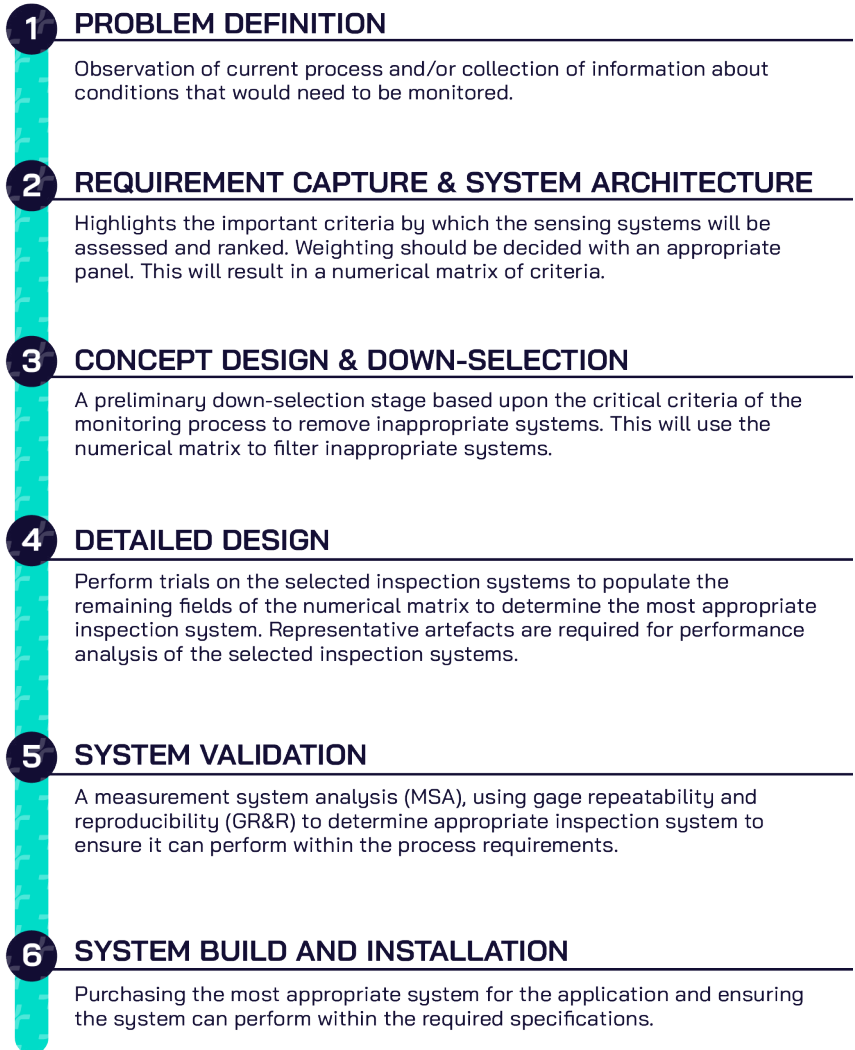 1
PROBLEM DEFINITION
Observation of current process and/or collection of information about
conditions that would need to be monitored.
2
REQUIREMENT CAPTURE & SYSTEM ARCHITECTURE
Highlights the important criteria by which the sensing systems will be
assessed and ranked. Weighting should be decided with an appropriate
panel. This will result in a numerical matrix of criteria.
3
CONCEPT DESIGN & DOWN-SELECTION
A preliminary down-selection stage based upon the critical criteria of the
monitoring process to remove inappropriate systems. This will use the
numerical matrix to filter inappropriate systems.
4
DETAILED DESIGN
Perform trials on the selected inspection systems to populate the
remaining fields of the numerical matrix to determine the most appropriate
inspection system. Representative artefacts are required for performance
analysis of the selected inspection systems.
5
SYSTEM VALIDATION
A measurement system analysis (MSA), using gage repeatability and
reproducibility (GR&R) to determine appropriate inspection system to
ensure it can perform within the process requirements.
6
SYSTEM BUILD AND INSTALLATION
Purchasing the most appropriate system for the application and ensuring
the system can perform within the required specifications.